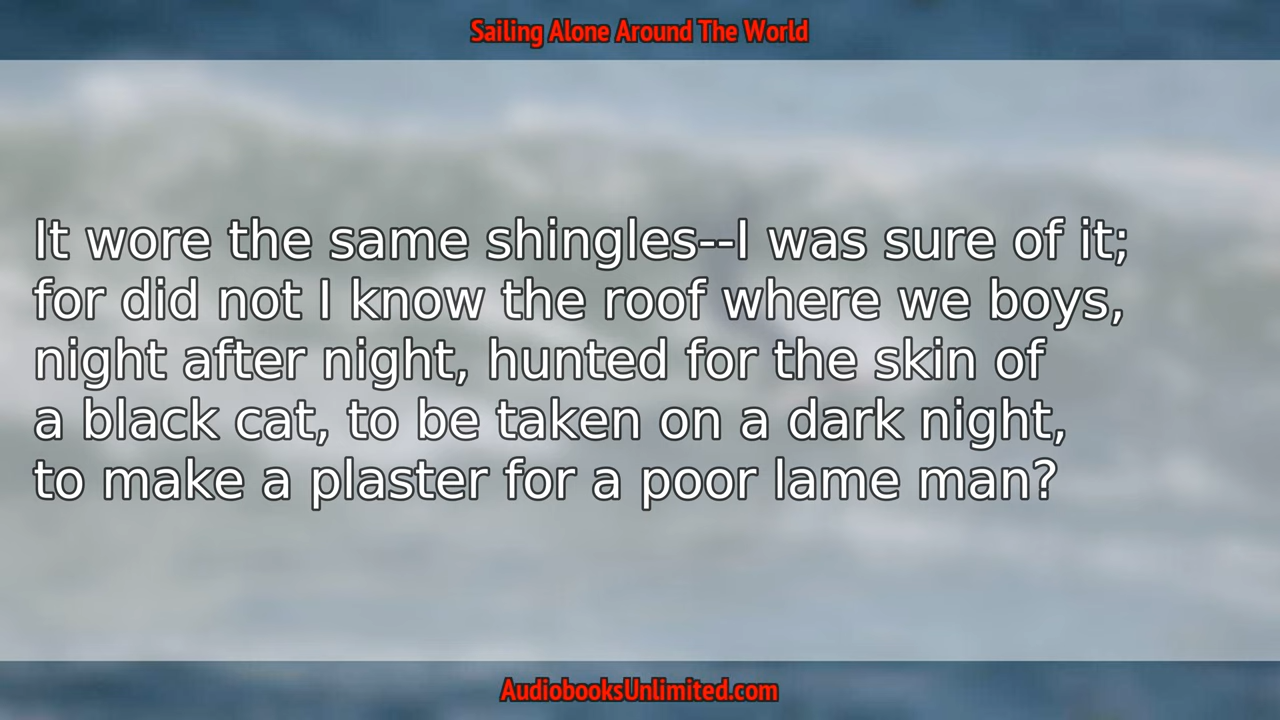 Sailing Alone Around The World
It wore the same shingles--I was sure of it;
for did not I know the roof where we boys,
night after night, hunted for the skin of
a black cat, to be taken on a dark night,
to make a plaster for a poor lame man?
AudiobooksUnlimited.com